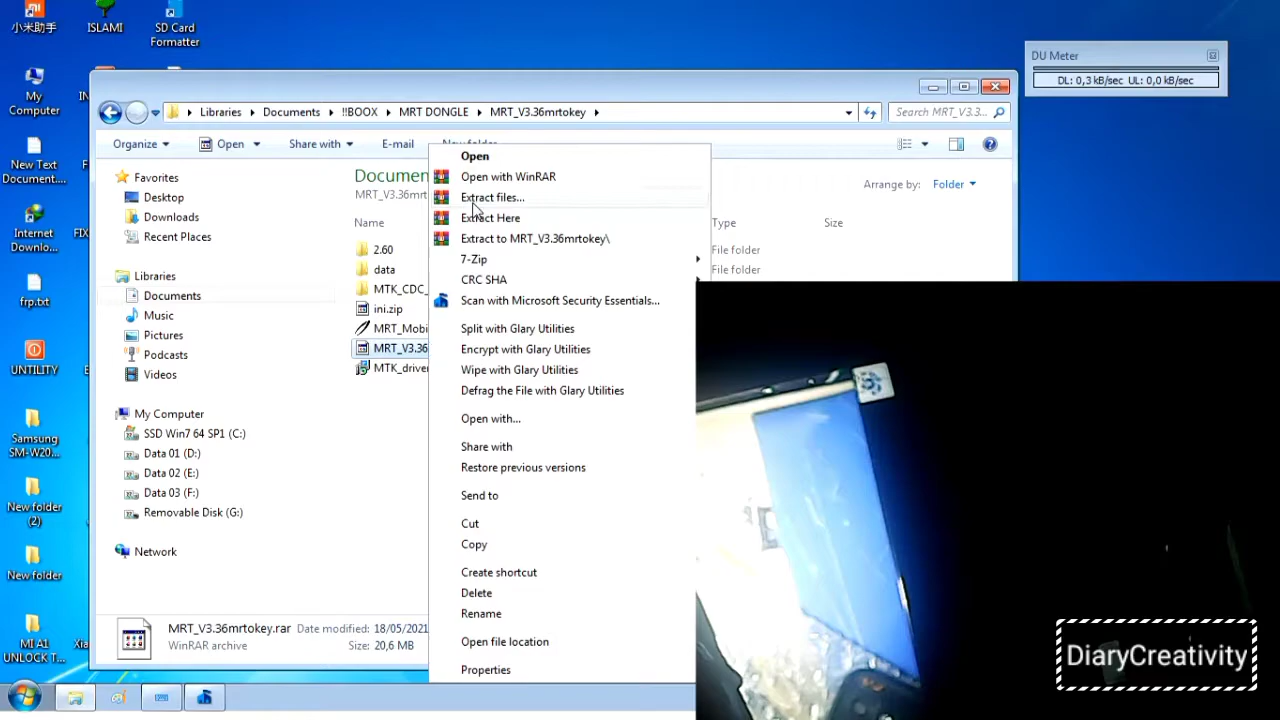 小米助手
ISLAMI
SD Card
Formatter
My
Computer
New Text
Document....
Internet
Downlo...
frp.txt
UNTILITY
Samsung
SM-W20...
New folder
(2)
New folder
MI A1
UNLOCK T...
DU Meter
DL: 0,3 kB/sec UL: 0,0 kB/sec
Libraries
Documents
!!BOOX
MRT DONGLE
MRT_V3.36mrtokey
Search MRT_V3.3...
Organize
Open
Share with
E-mail
New folder
Favorites
Desktop
Downloads
Recent Places
Libraries
Documents
Music
Pictures
Podcasts
Videos
My Computer
SSD Win7 64 SP1 (C:)
Data 01 (D:)
Data 02 (E:)
Data 03 (F:)
Removable Disk (G:)
Network
MRT_V3.36mrt
Arrange by: Folder
Name
Type
Size
2.60
File folder
data
File folder
MTK_CDC_
ini.zip
MRT_Mobi
MRT_V3.36
MTK_driver
Open
Open with WinRAR
Extract files...
Extract Here
Extract to MRT_V3.36mrtokey\
7-Zip
CRC SHA
Scan with Microsoft Security Essentials...
Split with Glary Utilities
Encrypt with Glary Utilities
Wipe with Glary Utilities
Defrag the File with Glary Utilities
Open with...
Share with
Restore previous versions
Send to
Cut
Copy
Create shortcut
Delete
Rename
Open file location
Properties
MRT_V3.36mrtokey.rar
Date modified: 18/05/2021
WinRAR archive
Size: 20,6 MB
DiaryCreativity